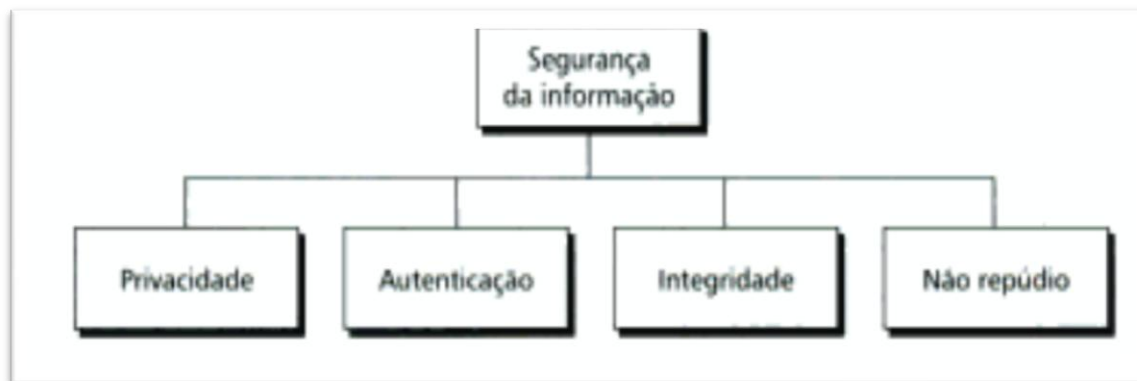 Segurança
da informação
Privacidade
Autenticação
Integridade
Não repúdio